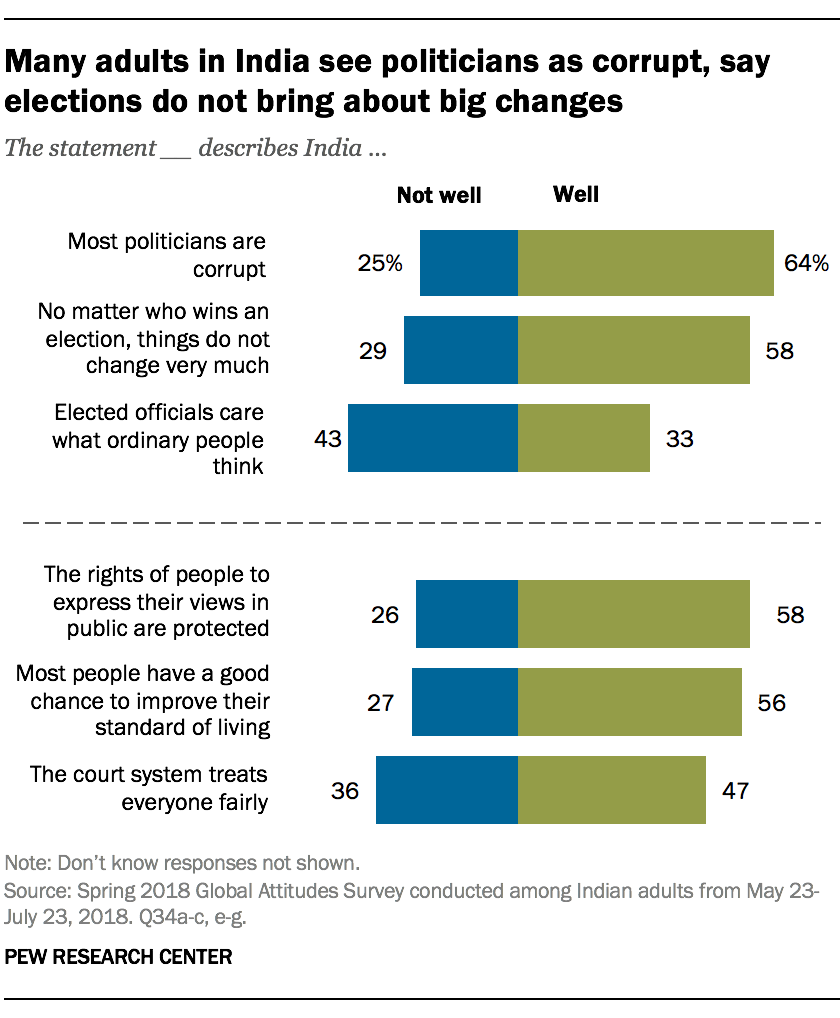 Many adults in India see politicians as corrupt, say
elections do not bring about big changes
The statement __ describes India ...
Not well Well
Most politicians are
corrupt
25% 64%
No matter who wins an
election, things do not
change very much
29 58
Elected officials care
what ordinary people
think
43 33
The rights of people to
express their views in
public are protected
26 58
Most people have a good
chance to improve their
standard of living
27 56
The court system treats
everyone fairly
36 47
Note: Don't know responses not shown.
Source: Spring 2018 Global Attitudes Survey conducted among Indian adults from May 23-
July 23, 2018. Q34a-c, e-g.
PEW RESEARCH CENTER